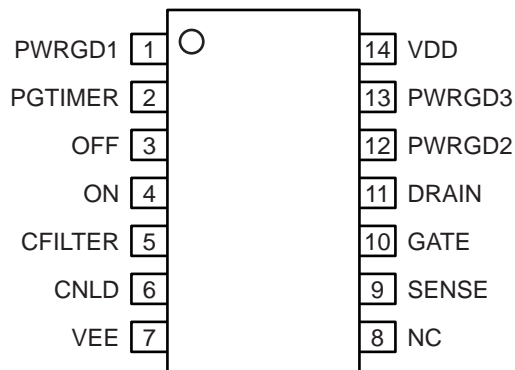 PWRGD1 1 14 VDD
PGTIMER 2 13 PWRGD3
OFF 3 12 PWRGD2
ON 4 11 DRAIN
CFILTER 5 10 GATE
CNLD 6 9 SENSE
VEE 7 8 NC